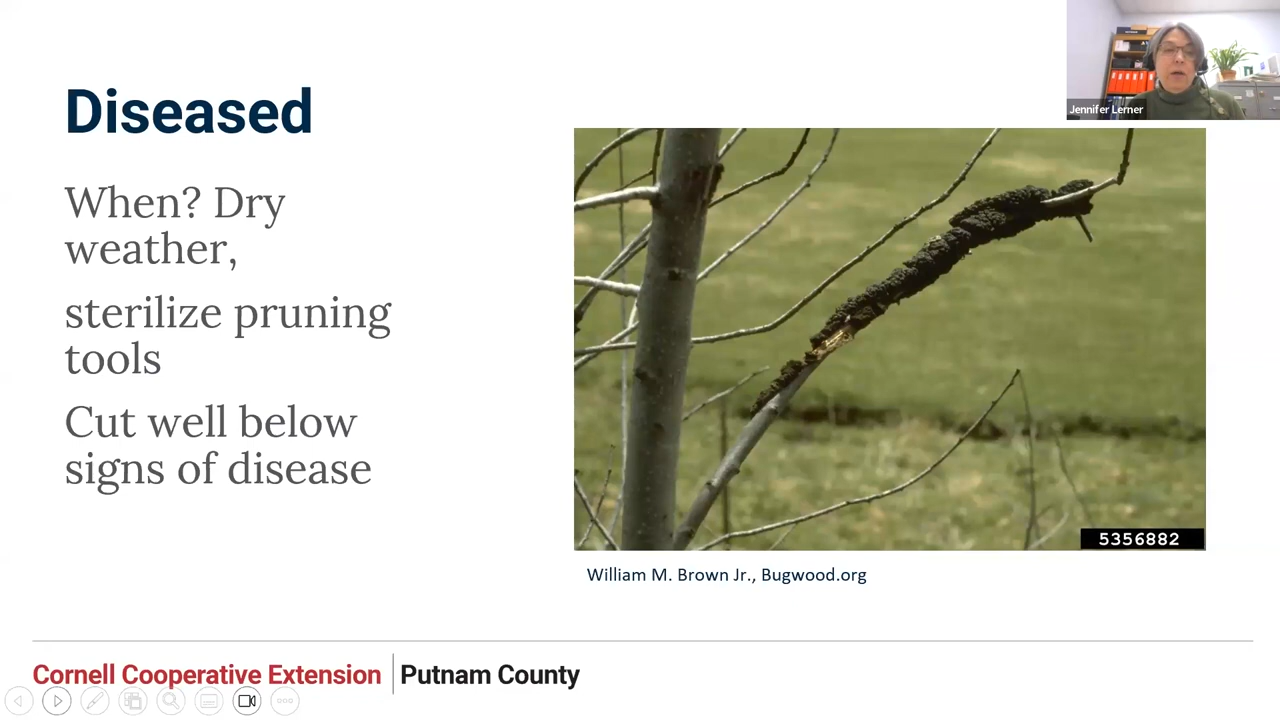 Diseased
When? Dry
weather,
sterilize pruning
tools
Cut well below
signs of disease
Jennifer Lerner
5356882
William M. Brown Jr., Bugwood.org
Cornell Cooperative Extension | Putnam County